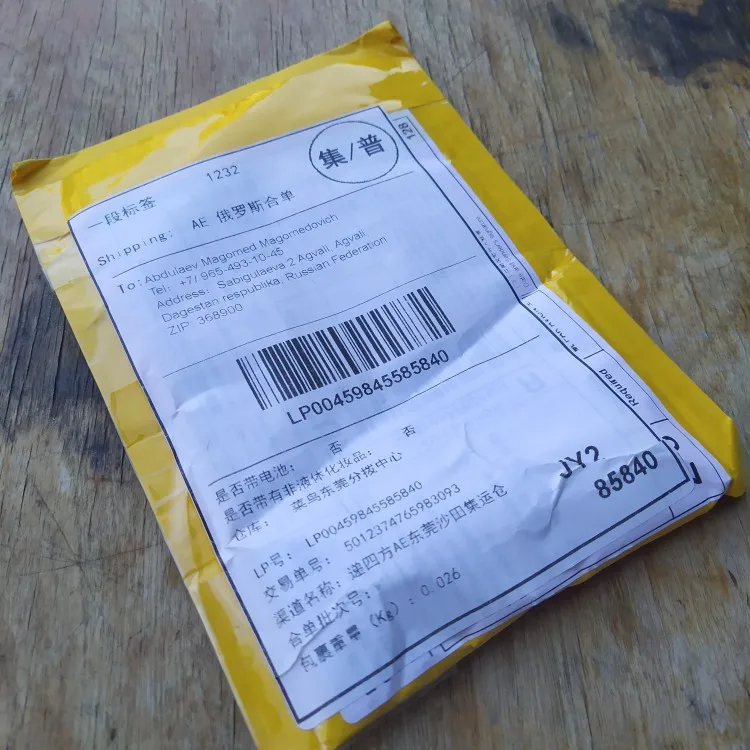 集/普
1232
一段标签
Shipping: AE 俄罗斯合单
To: Abdulaev Magomed Magomedovich
Tel: +7/ 965-493-10-45
Address: Sabigulaeva 2 Agvali, Agvali
Dagestan respublika, Russian Federation
ZIP: 368900
LP00459845585840
是否带电池: 否
是否带有非液体化妆品: 否
仓库: 菜鸟东莞分拨中心
LP号: LP00459845585840
交易单号: 5012374765983093
渠道名称: 递四方AE东莞沙田集运仓
合单批次号:
包裹重量 (Kg) : 0.026
JY2
85840
128
Required